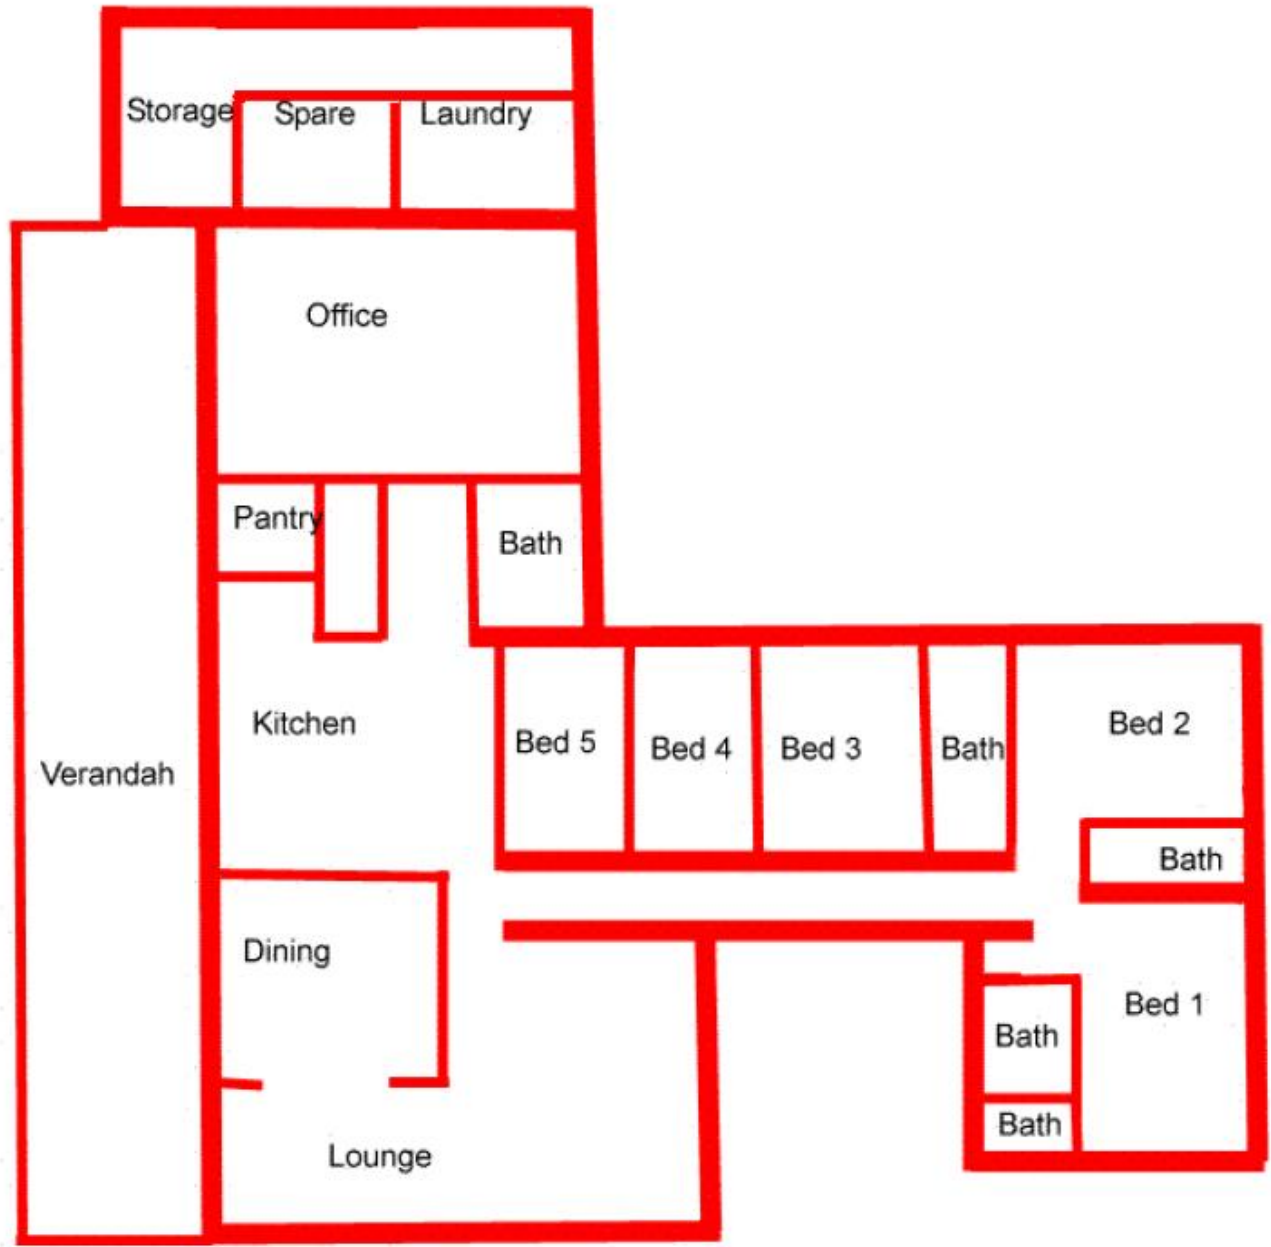 Storage
Spare
Laundry
Office
Pantry
Bath
Kitchen
Bed 5
Bed 4
Bed 3
Bath
Bed 2
Verandah
Bath
Dining
Bed 1
Bath
Bath
Lounge